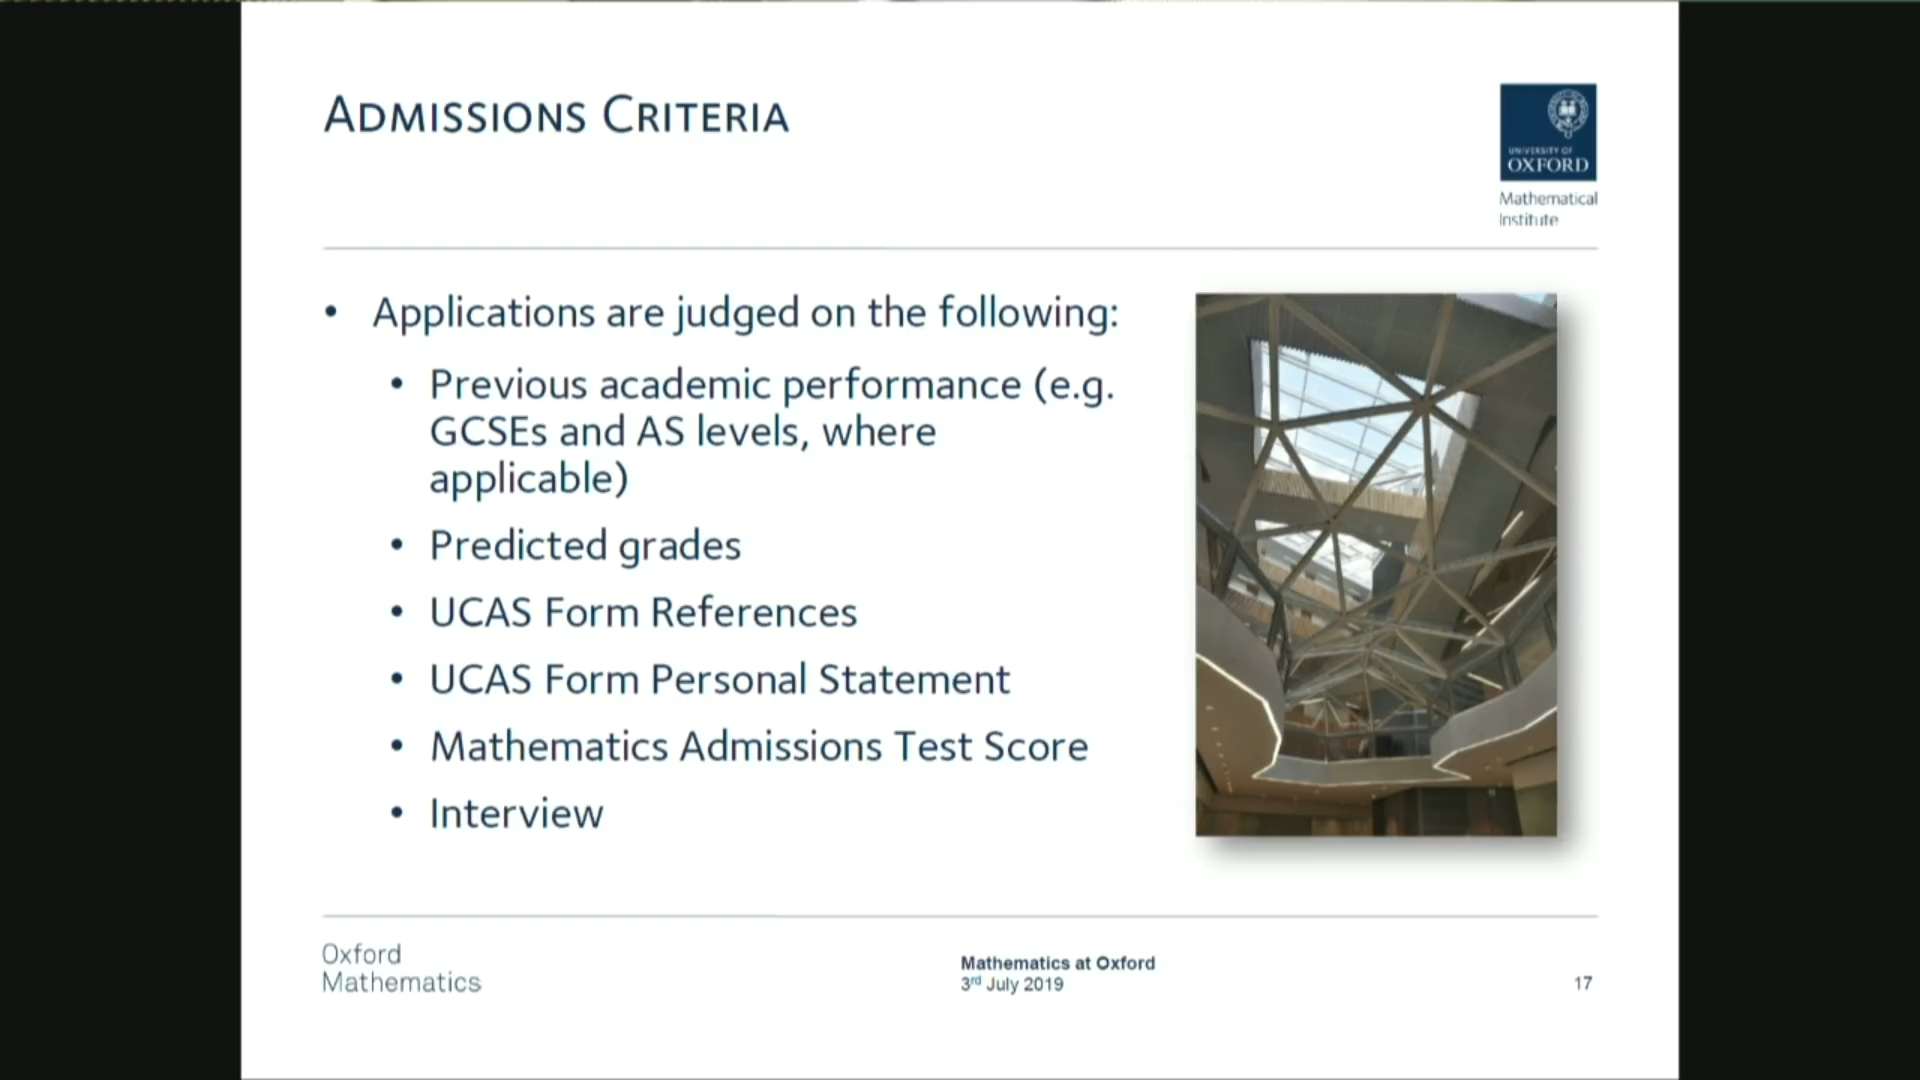 Admissions Criteria
UNIVERSITY OF
OXFORD
Mathematical
Institute
• Applications are judged on the following:
• Previous academic performance (e.g.
GCSEs and AS levels, where
applicable)
• Predicted grades
• UCAS Form References
• UCAS Form Personal Statement
• Mathematics Admissions Test Score
• Interview
Oxford
Mathematics
Mathematics at Oxford
3rd July 2019
17